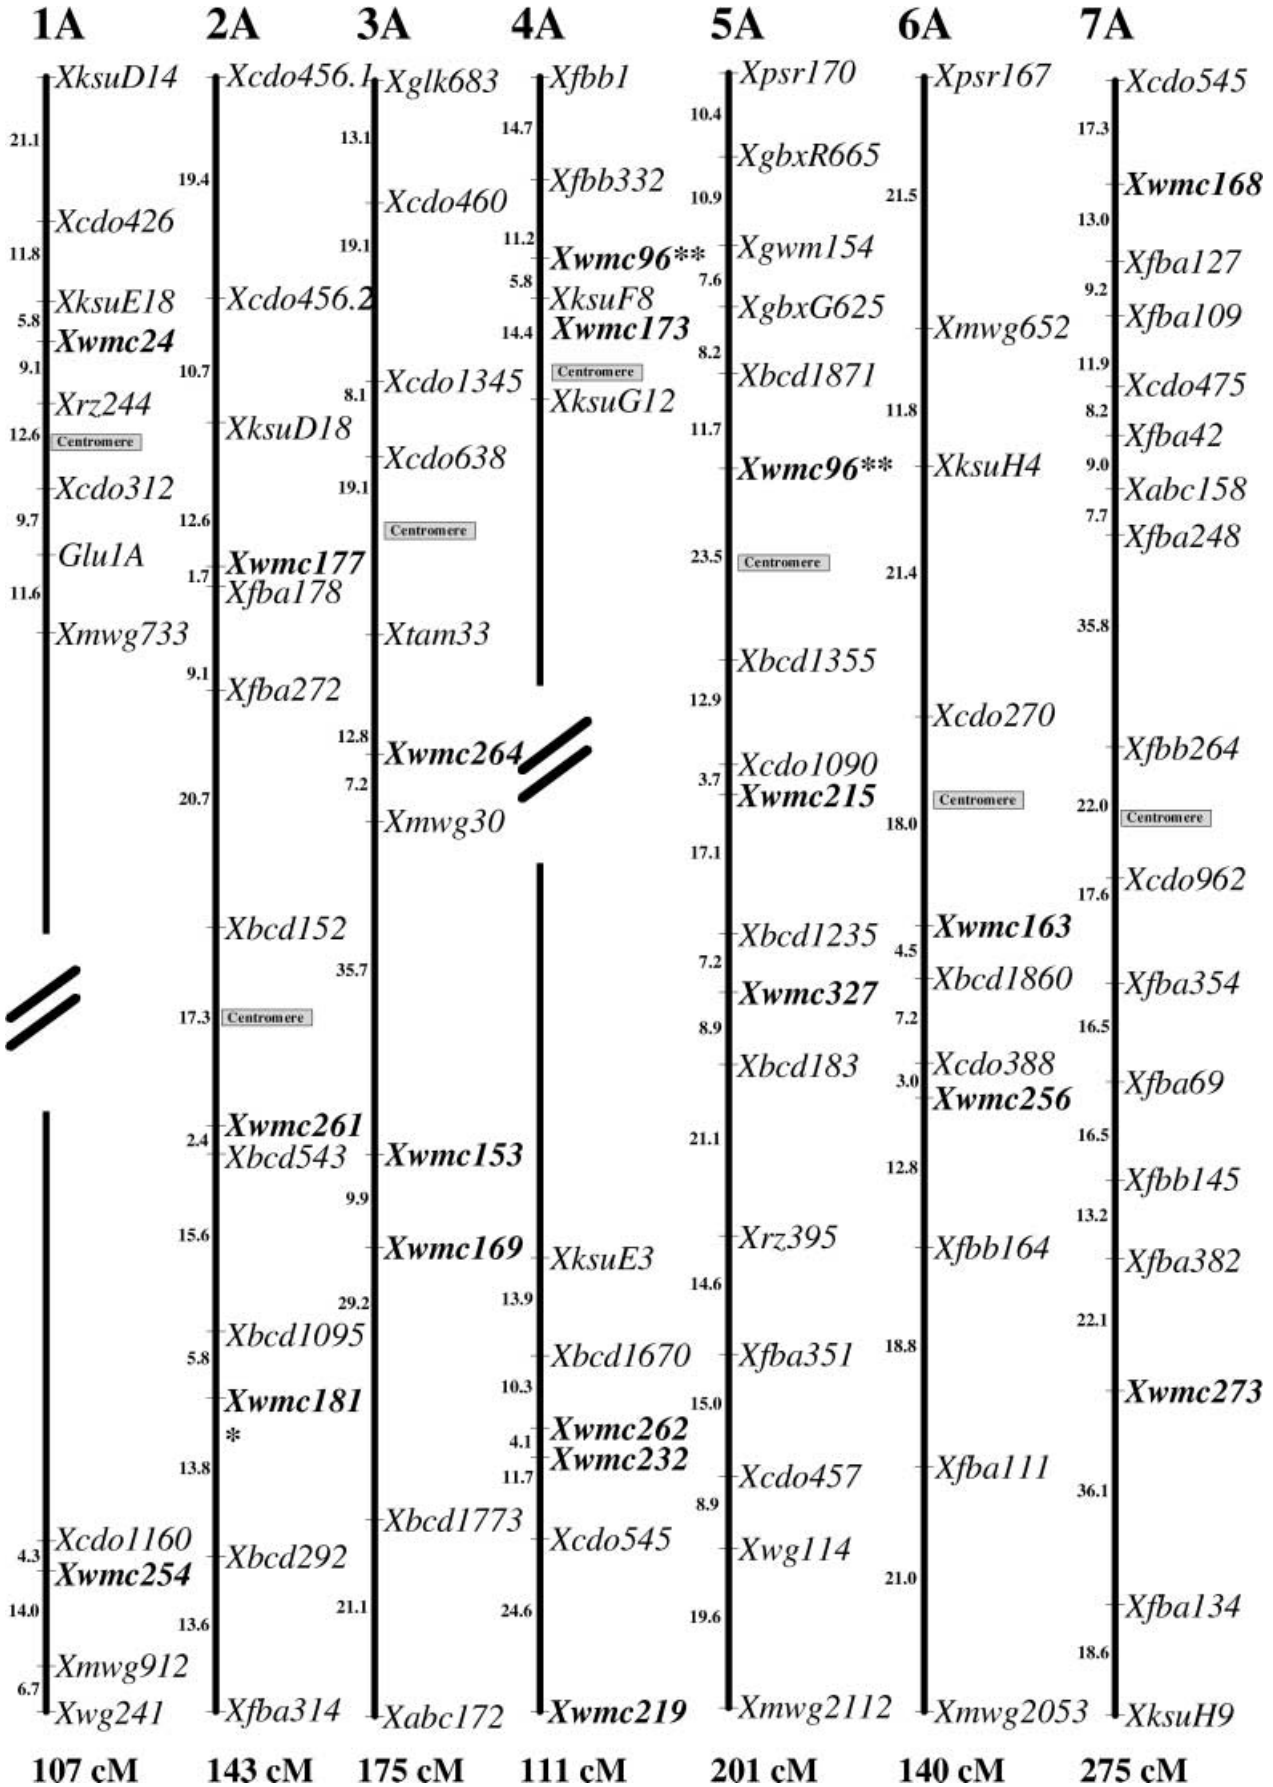 1A
XksuD14
21.1
Xcdo426
11.8
XksuE18
5.8
Xwmc24
9.1
Xrz244
12.6
Centromere
Xcdo312
9.7
Glu1A
11.6
Xmwg733
Xcdo1160
4.3
Xwmc254
14.0
Xmwg912
6.7
Xwg241
107 cM
2A
Xcdo456.1
19.4
Xcdo456.2
10.7
XksuD18
12.6
Xwmc177
1.7
Xfba178
9.1
Xfba272
20.7
Xbcd152
17.3
Centromere
Xwmc261
2.4
Xbcd543
15.6
Xbcd1095
5.8
Xwmc181
*
13.8
Xbcd292
13.6
Xfba314
143 cM
3A
Xglk683
13.1
Xcdo460
19.1
Xcdo1345
8.1
Xcdo638
19.1
Centromere
Xtam33
12.8
Xwmc264
7.2
Xmwg30
35.7
Xwmc153
9.9
Xwmc169
29.2
Xbcd1773
21.1
Xabc172
175 cM
4A
Xfbb1
14.7
Xfbb332
11.2
Xwmc96**
5.8
XksuF8
Xwmc173
14.4
Centromere
XksuG12
XksuE3
13.9
Xbcd1670
10.3
Xwmc262
4.1
Xwmc232
11.7
Xcdo545
24.6
Xwmc219
111 cM
5A
Xpsr170
10.4
XgbxR665
10.9
Xgwm154
7.6
XgbxG625
8.2
Xbcd1871
11.7
Xwmc96**
23.5
Centromere
Xbcd1355
12.9
Xcdo1090
3.7
Xwmc215
17.1
Xbcd1235
7.2
Xwmc327
8.9
Xbcd183
21.1
Xrz395
14.6
Xfba351
15.0
Xcdo457
8.9
Xwg114
19.6
Xmwg2112
201 cM
6A
Xpsr167
21.5
Xmwg652
11.8
XksuH4
21.4
Xcdo270
Centromere
18.0
Xwmc163
4.5
Xbcd1860
7.2
Xcdo388
3.0
Xwmc256
12.8
Xfbb164
18.8
Xfba111
21.0
Xmwg2053
140 cM
7A
Xcdo545
17.3
Xwmc168
13.0
Xfba127
9.2
Xfba109
11.9
Xcdo475
8.2
Xfba42
9.0
Xabc158
7.7
Xfba248
35.8
Xfbb264
22.0
Centromere
Xcdo962
17.6
Xfba354
16.5
Xfba69
16.5
Xfbb145
13.2
Xfba382
22.1
Xwmc273
36.1
Xfba134
18.6
XksuH9
275 cM